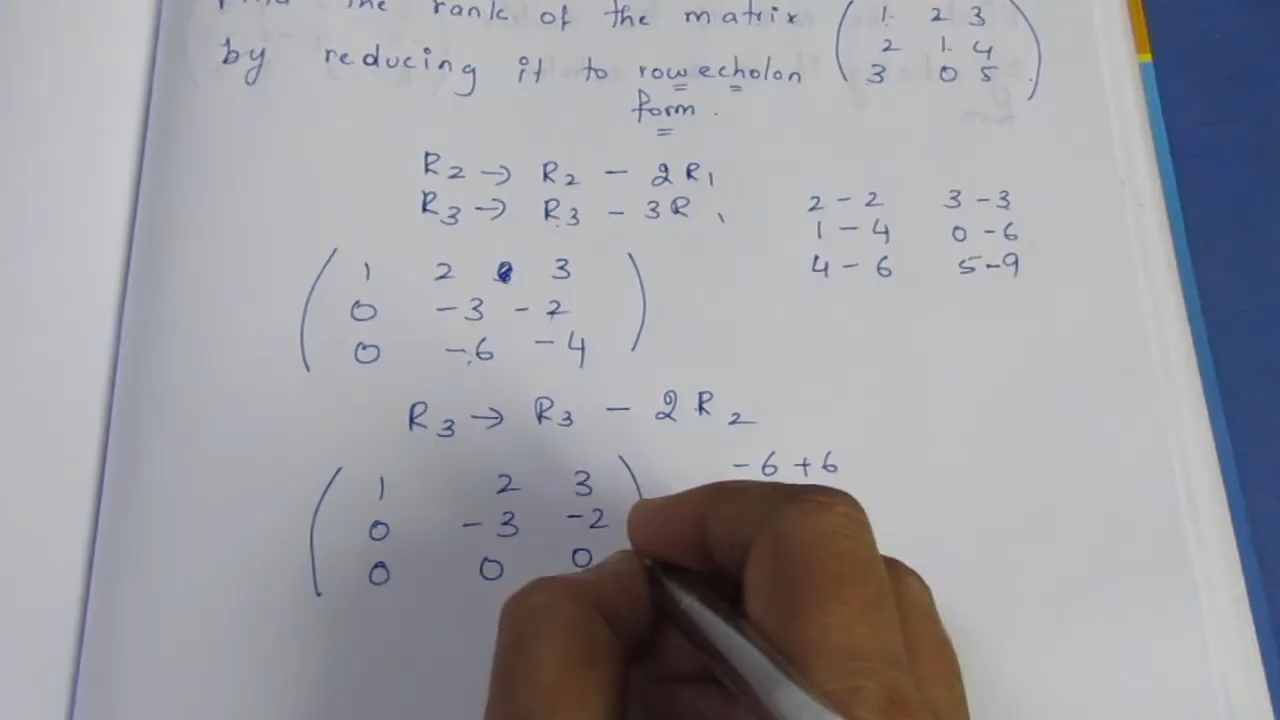 the rank of the matrix ( 1 2 3
by reducing it to row echolon 2 1 4
3 0 5 )
form.
R2 → R2 - 2R1
R3 → R3 - 3R1
2 - 2 3 - 3
1 - 4 0 - 6
4 - 6 5 - 9
( 1 2 3
0 -3 -2
0 -6 -4 )
R3 → R3 - 2R2
-6 + 6
( 1 2 3
0 -3 -2
0 0 0 )